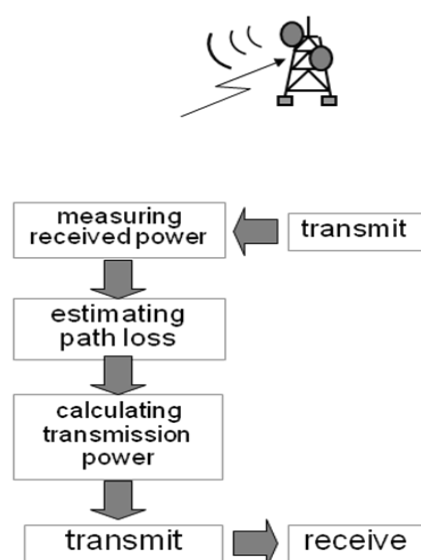 measuring
received power
transmit
estimating
path loss
calculating
transmission
power
transmit
receive